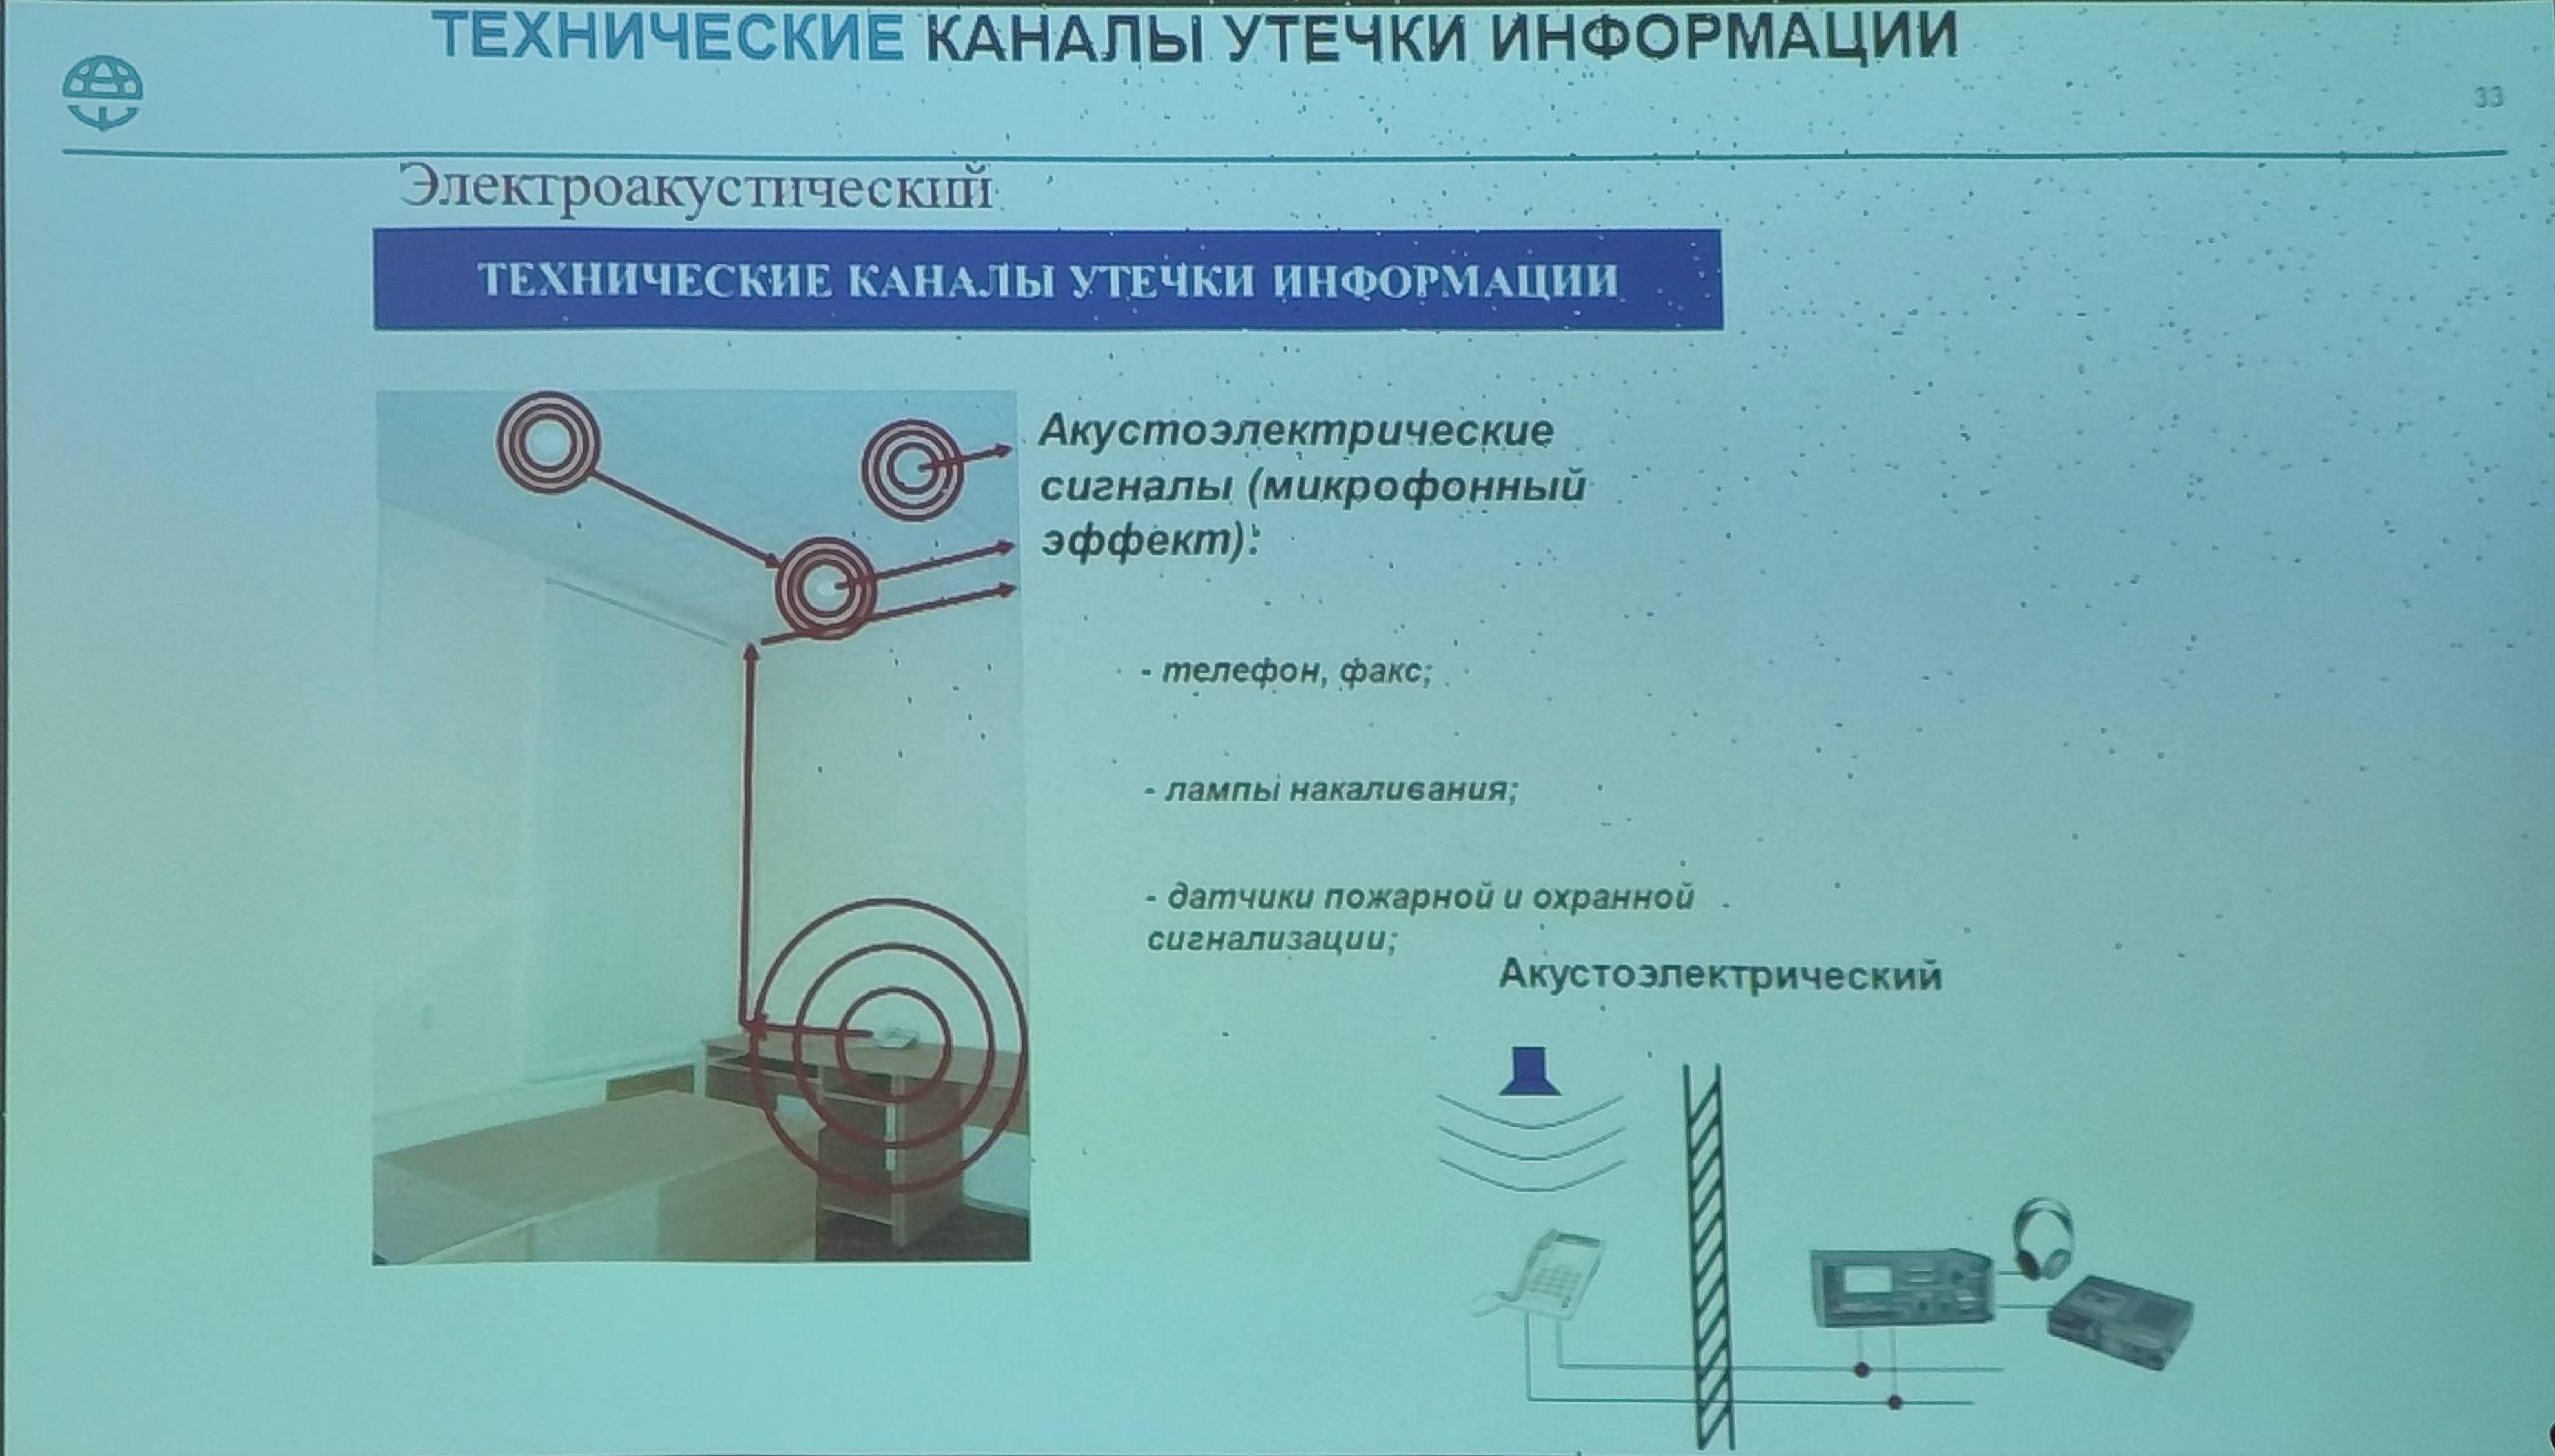 ТЕХНИЧЕСКИЕ КАНАЛЫ УТЕЧКИ ИНФОРМАЦИИ
33
Электроакустический
ТЕХНИЧЕСКИЕ КАНАЛЫ УТЕЧКИ ИНФОРМАЦИИ
Акустоэлектрические
сигналы (микрофонный
эффект):
- телефон, факс;
- лампы накаливания;
- датчики пожарной и охранной
сигнализации;
Акустоэлектрический